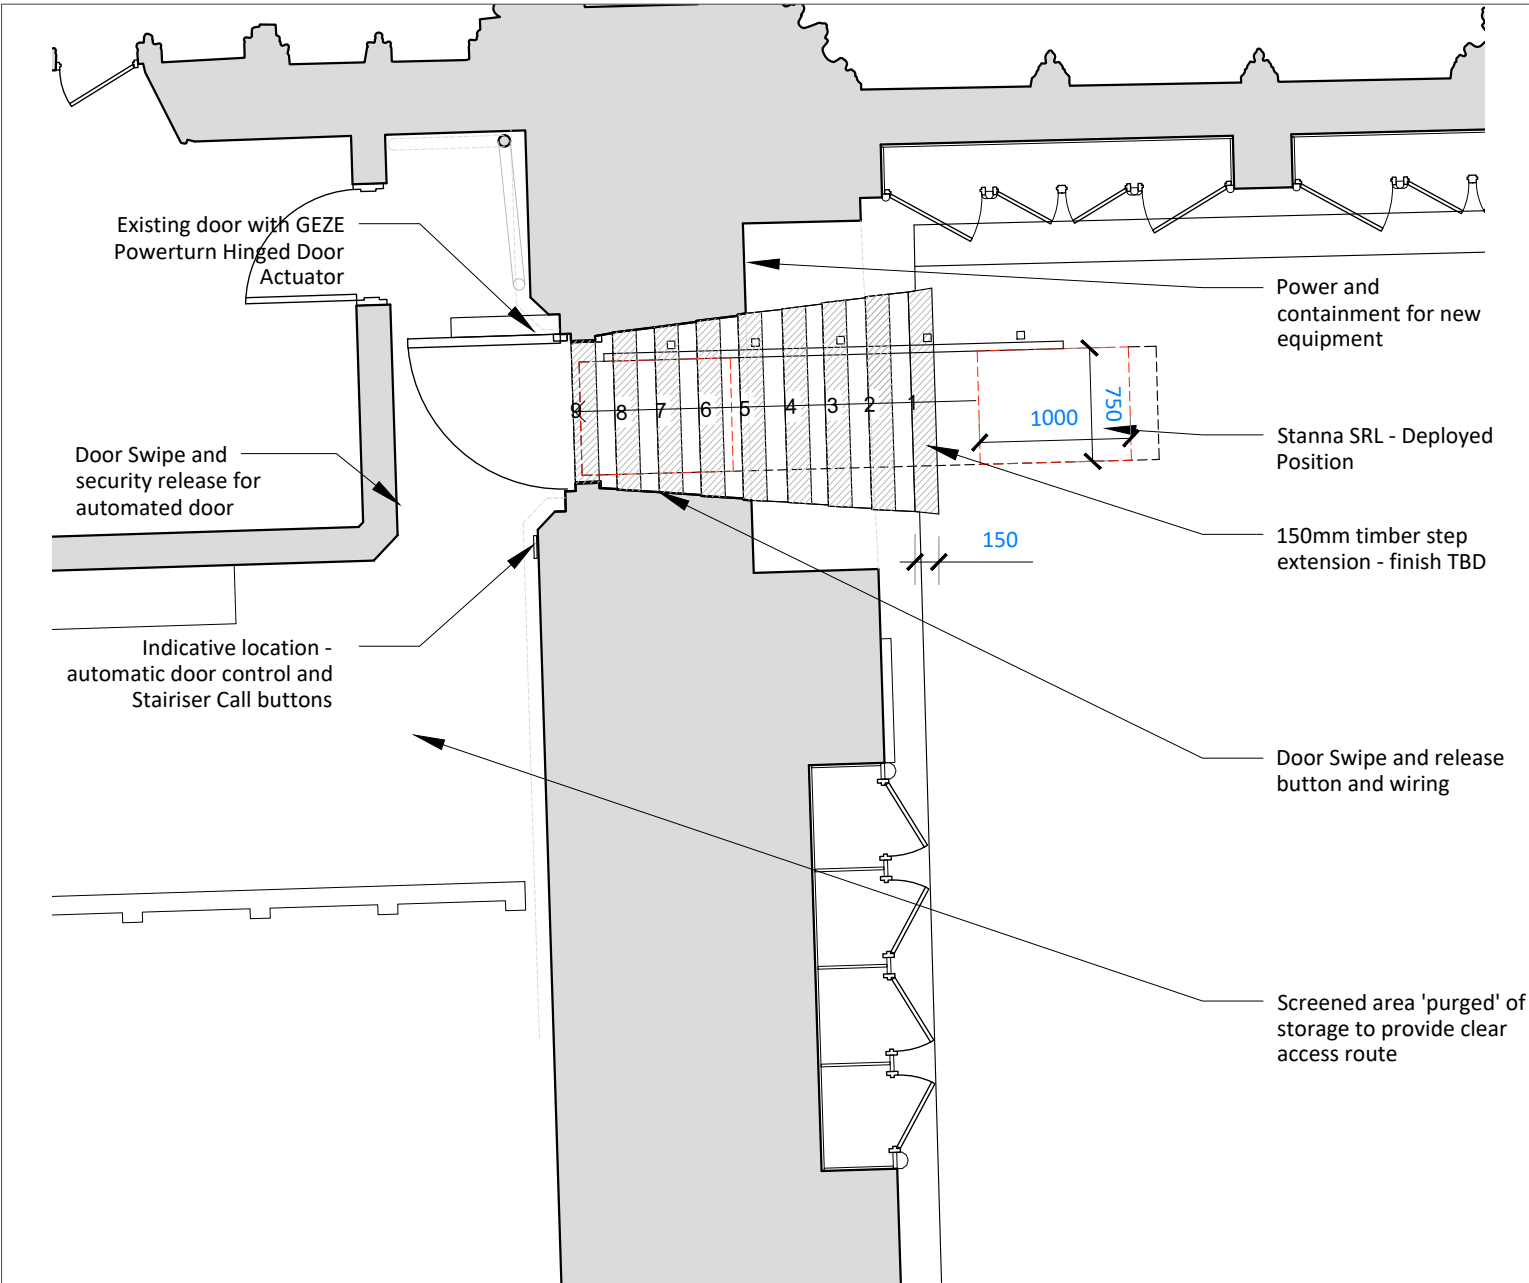 Existing door with GEZE
Powerturn Hinged Door
Actuator
Power and
containment for new
equipment
9 8 7 6 5 4 3 2 1
1000
750
Stanna SRL - Deployed
Position
Door Swipe and
security release for
automated door
150mm timber step
extension - finish TBD
150
Indicative location -
automatic door control and
Stairiser Call buttons
Door Swipe and release
button and wiring
Screened area 'purged' of
storage to provide clear
access route